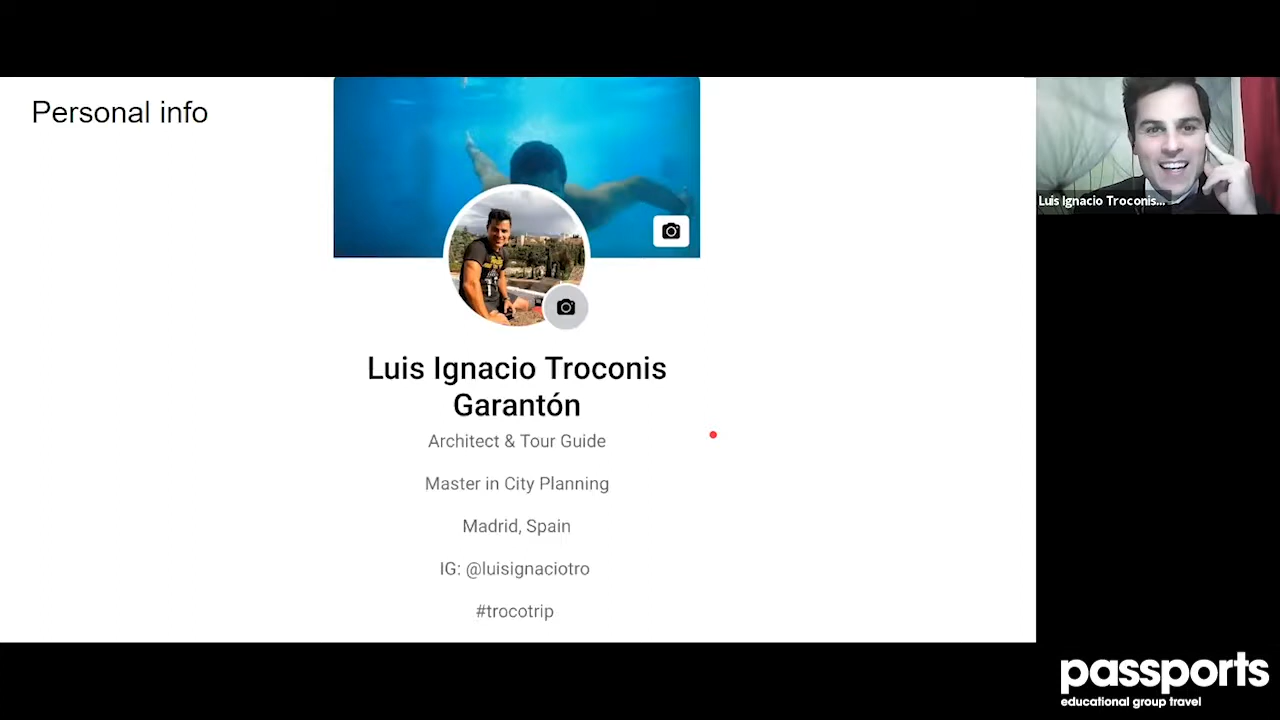 Personal info
Luis Ignacio Troconis...
Luis Ignacio Troconis
Garantón
Architect & Tour Guide
Master in City Planning
Madrid, Spain
IG: @luisignaciotro
#trocotrip
passports
educational group travel